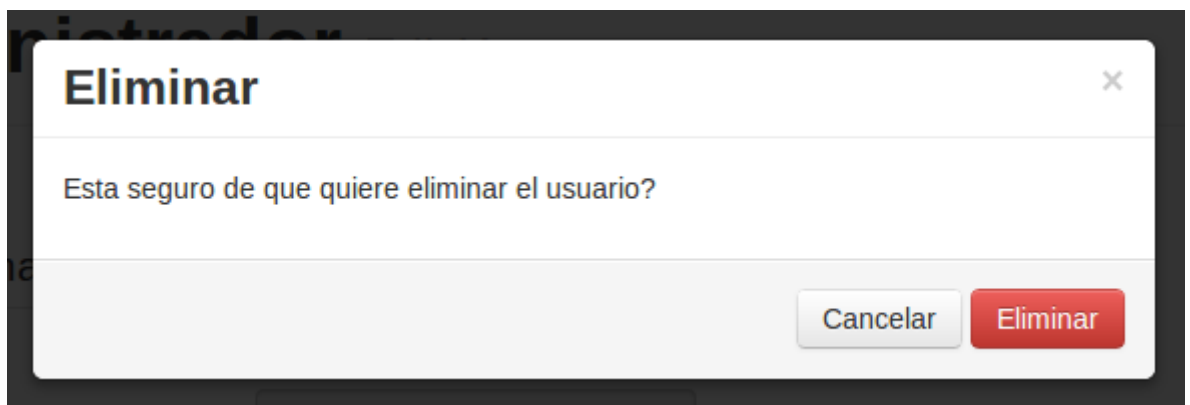 Eliminar
×
Esta seguro de que quiere eliminar el usuario?
Cancelar
Eliminar